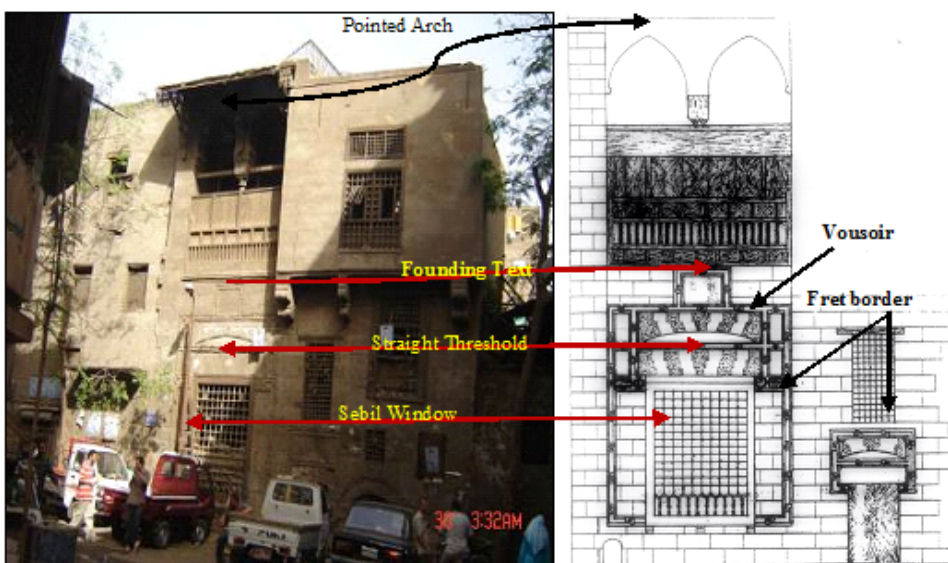 Pointed Arch
Vousoir
Founding Text
Fret border
Straight Threshold
Sebil Window
30 3:32AM